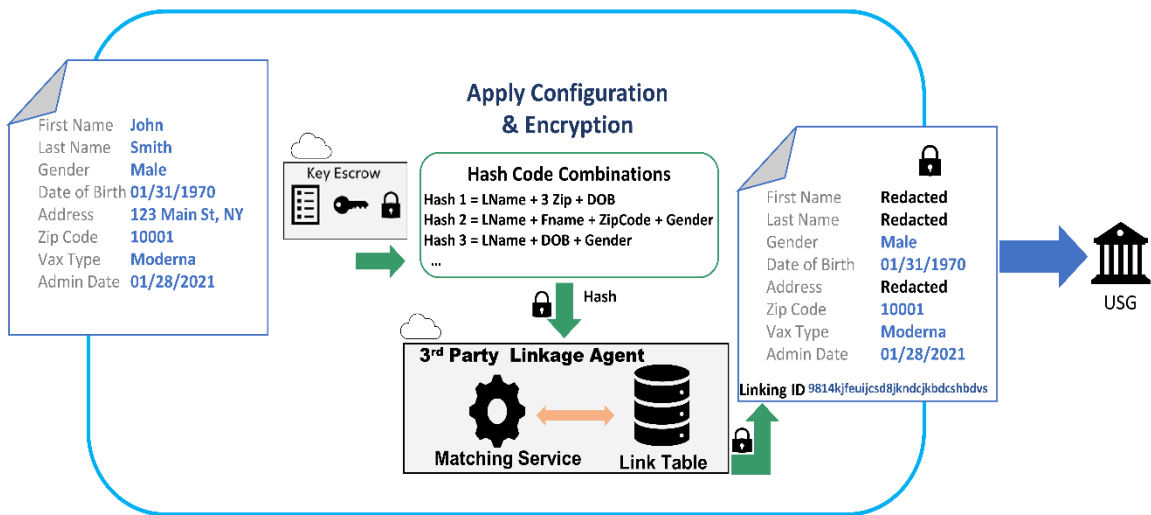 First Name John
Last Name Smith
Gender Male
Date of Birth 01/31/1970
Address 123 Main St, NY
Zip Code 10001
Vax Type Moderna
Admin Date 01/28/2021
Key Escrow
Apply Configuration
& Encryption
Hash Code Combinations
Hash 1 = LName + 3 Zip + DOB
Hash 2 = LName + Fname + ZipCode + Gender
Hash 3 = LName + DOB + Gender
...
Hash
3rd Party Linkage Agent
Matching Service
Link Table
First Name Redacted
Last Name Redacted
Gender Male
Date of Birth 01/31/1970
Address Redacted
Zip Code 10001
Vax Type Moderna
Admin Date 01/28/2021
Linking ID 9814kjfeuijcsd8jkndcjkbdcshbdvs
USG